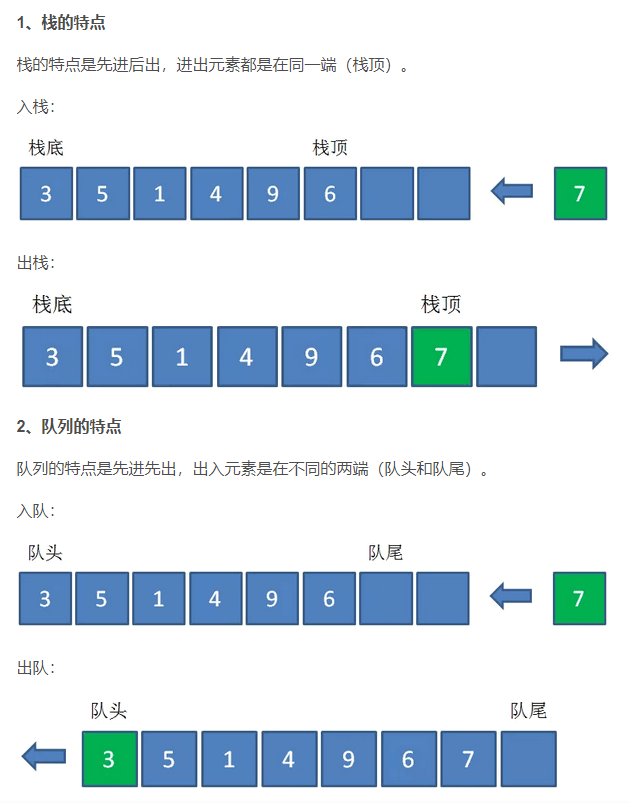 1、栈的特点
栈的特点是先进后出，进出元素都是在同一端（栈顶）。
入栈：
栈底 栈顶
3 5 1 4 9 6 7
出栈：
栈底 栈顶
3 5 1 4 9 6 7
2、队列的特点
队列的特点是先进先出，出入元素是在不同的两端（队头和队尾）。
入队：
队头 队尾
3 5 1 4 9 6 7
出队：
队头 队尾
3 5 1 4 9 6 7